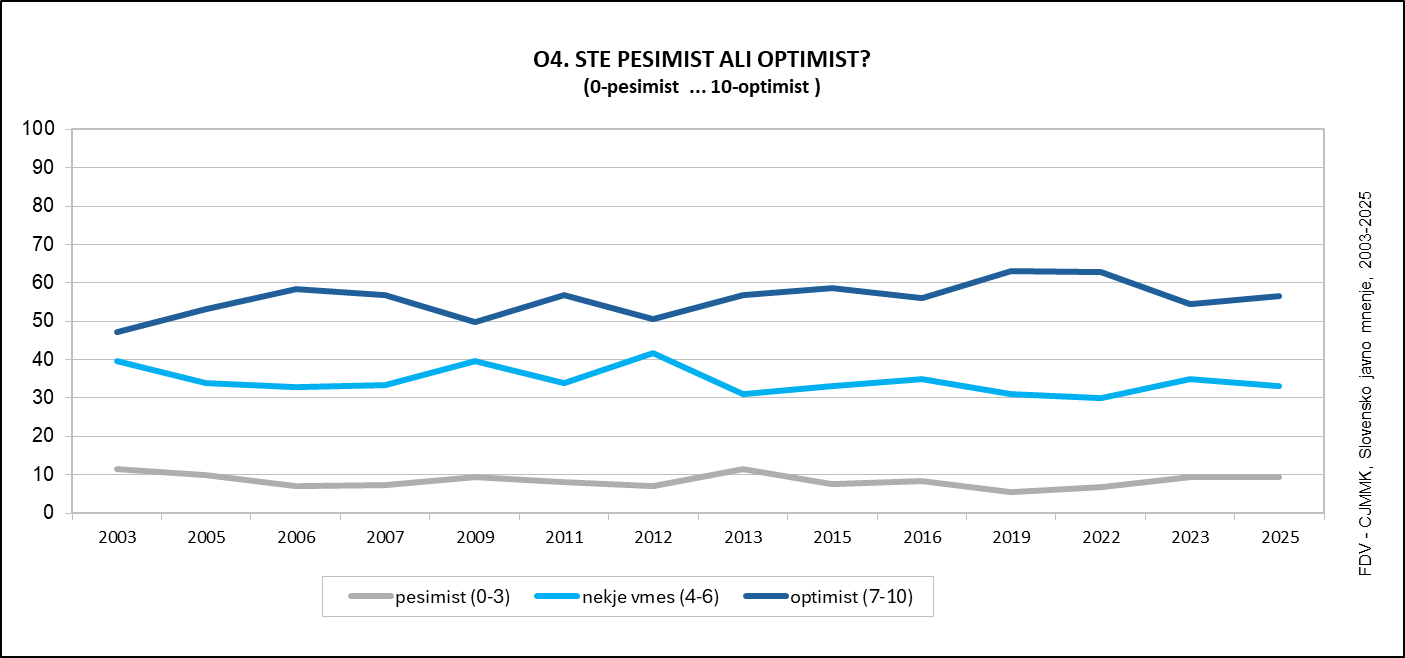 O4. STE PESIMIST ALI OPTIMIST?
(0-pesimist ... 10-optimist )
100
90
80
70
60
50
40
30
20
10
0
2003 2005 2006 2007 2009 2011 2012 2013 2015 2016 2019 2022 2023 2025
pesimist (0-3) nekje vmes (4-6) optimist (7-10)
FDV - CJMMK, Slovensko javno mnenje, 2003-2025